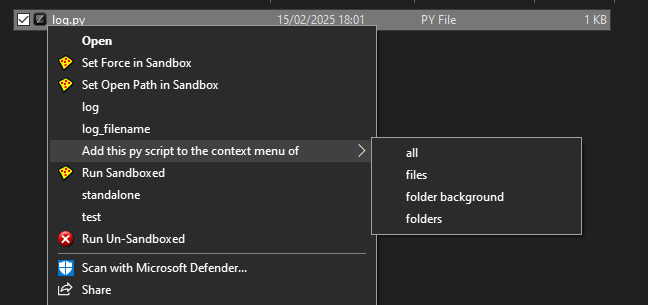 log.py 15/02/2025 18:01 PY File 1 KB
Open
Set Force in Sandbox
Set Open Path in Sandbox
log
log_filename
Add this py script to the context menu of
all
files
folder background
folders
Run Sandboxed
standalone
test
Run Un-Sandboxed
Scan with Microsoft Defender...
Share